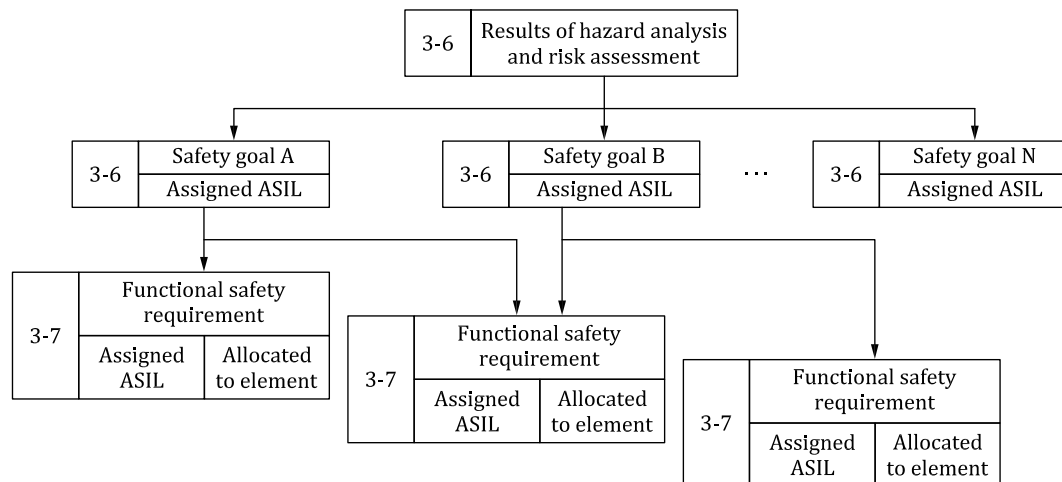 3-6
Results of hazard analysis
and risk assessment
3-6
Safety goal A
Assigned ASIL
3-6
Safety goal B
Assigned ASIL
...
3-6
Safety goal N
Assigned ASIL
3-7
Functional safety
requirement
Assigned
ASIL
Allocated
to element
3-7
Functional safety
requirement
Assigned
ASIL
Allocated
to element
3-7
Functional safety
requirement
Assigned
ASIL
Allocated
to element